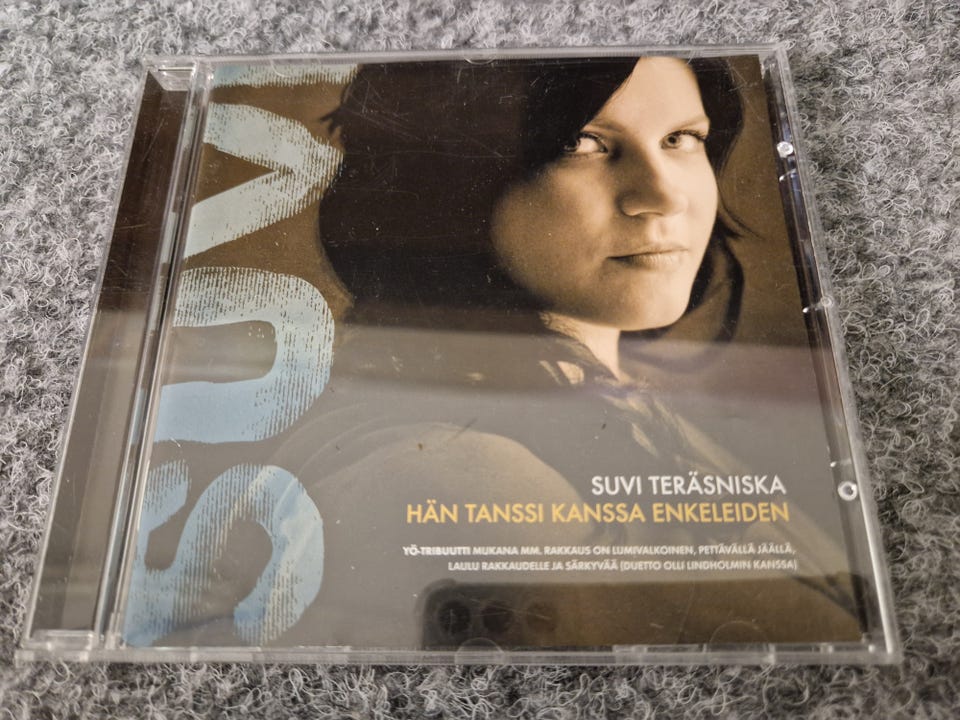 SUVI
SUVI TERÄSNISKA
HÄN TANSSI KANSSA ENKELEIDEN
YÖ-TRIBUUTTI MUKANA MM. RAKKAUS ON LUMIVALKOINEN, PETTÄVÄLLÄ JÄÄLLÄ,
LAULU RAKKAUDELLE JA SÄRKYVÄÄ (DUETTO OLLI LINDHOLMIN KANSSA)